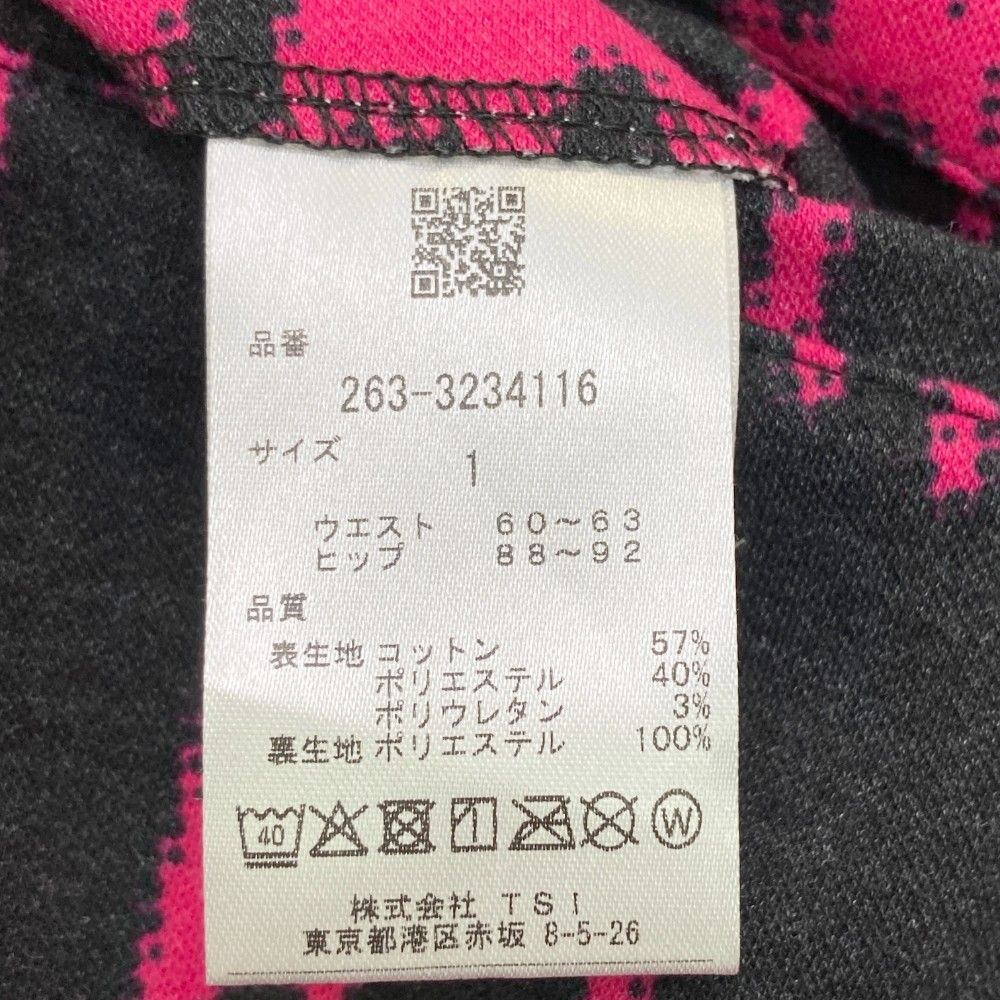 品番
263-3234116
サイズ 1
ウエスト 60～63
ヒップ 88～92
品質
表生地 コットン 57%
ポリエステル 40%
ポリウレタン 3%
裏生地 ポリエステル 100%
40 W
株式会社 TSI
東京都港区赤坂 8-5-26